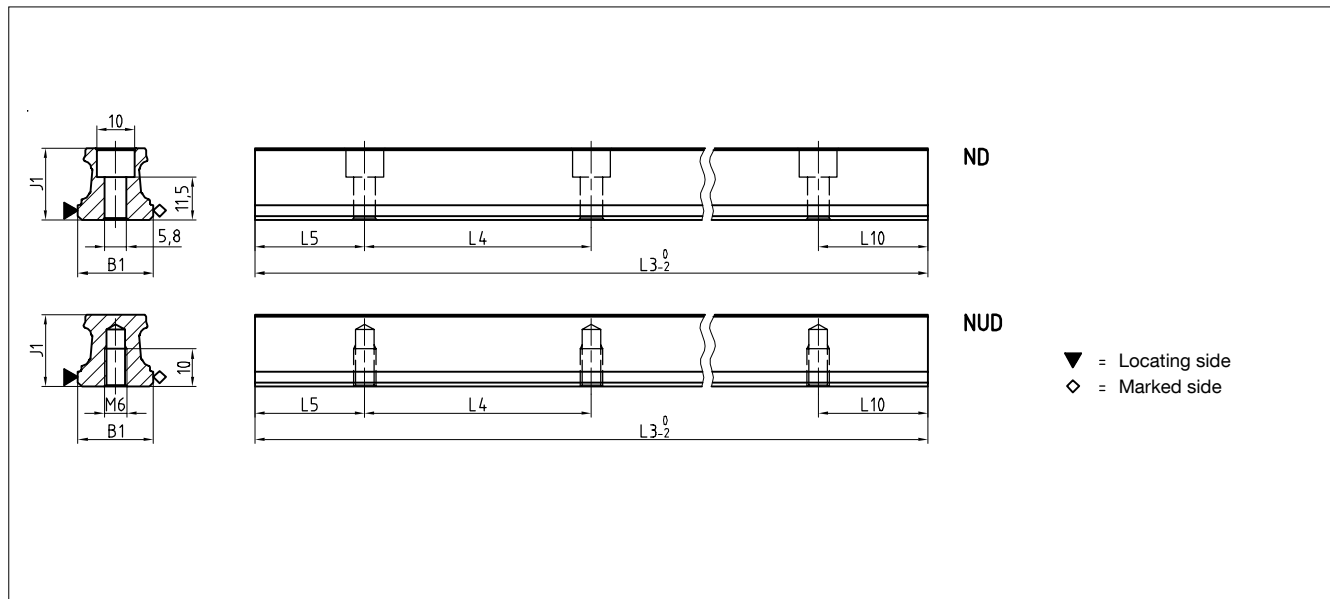 10
J1
11,5
5,8
B1
L5
L4
L10
L3-2 0
ND
J1
10
M6
B1
L5
L4
L10
L3-2 0
NUD
▼ = Locating side
◇ = Marked side